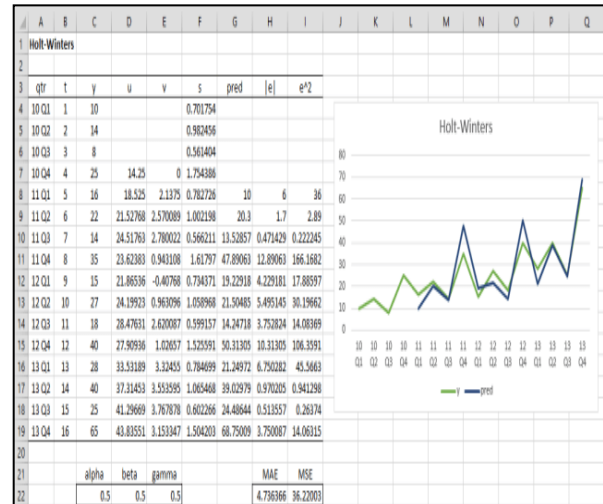 A B C D E F G H I J K L M N O P Q
1 Holt-Winters
2
3 qtr t y u v s pred |e| e^2
4 10 Q1 1 10 0.701754
5 10 Q2 2 14 0.982456
6 10 Q3 3 8 0.561404
7 10 Q4 4 25 14.25 0 1.754386
8 11 Q1 5 16 18.525 2.1375 0.782726 10 6 36
9 11 Q2 6 22 21.52768 2.570089 1.002198 20.3 1.7 2.89
10 11 Q3 7 14 24.51763 2.780022 0.566211 13.52857 0.471429 0.222245
11 11 Q4 8 35 23.62383 0.943108 1.61797 47.89063 12.89063 166.1682
12 12 Q1 9 15 21.86536 -0.40768 0.734371 19.22918 4.229181 17.88597
13 12 Q2 10 27 24.19923 0.963096 1.058968 21.50485 5.495145 30.19662
14 12 Q3 11 18 28.47631 2.620087 0.599157 14.24718 3.752824 14.08369
15 12 Q4 12 40 27.90936 1.02657 1.525591 50.31305 10.31305 106.3591
16 13 Q1 13 28 33.53189 3.32455 0.784699 21.24972 6.750282 45.5663
17 13 Q2 14 40 37.31453 3.553595 1.065468 39.02979 0.970205 0.941298
18 13 Q3 15 25 41.29669 3.767878 0.602266 24.48644 0.513557 0.26374
19 13 Q4 16 65 43.83551 3.153347 1.504203 68.75009 3.750087 14.06315
20
21 alpha beta gamma MAE MSE
22 0.5 0.5 0.5 4.736366 36.22003
Holt-Winters
80
70
60
50
40
30
20
10
0
10 10 10 10 11 11 11 11 12 12 12 12 13 13 13 13
Q1 Q2 Q3 Q4 Q1 Q2 Q3 Q4 Q1 Q2 Q3 Q4 Q1 Q2 Q3 Q4
y pred